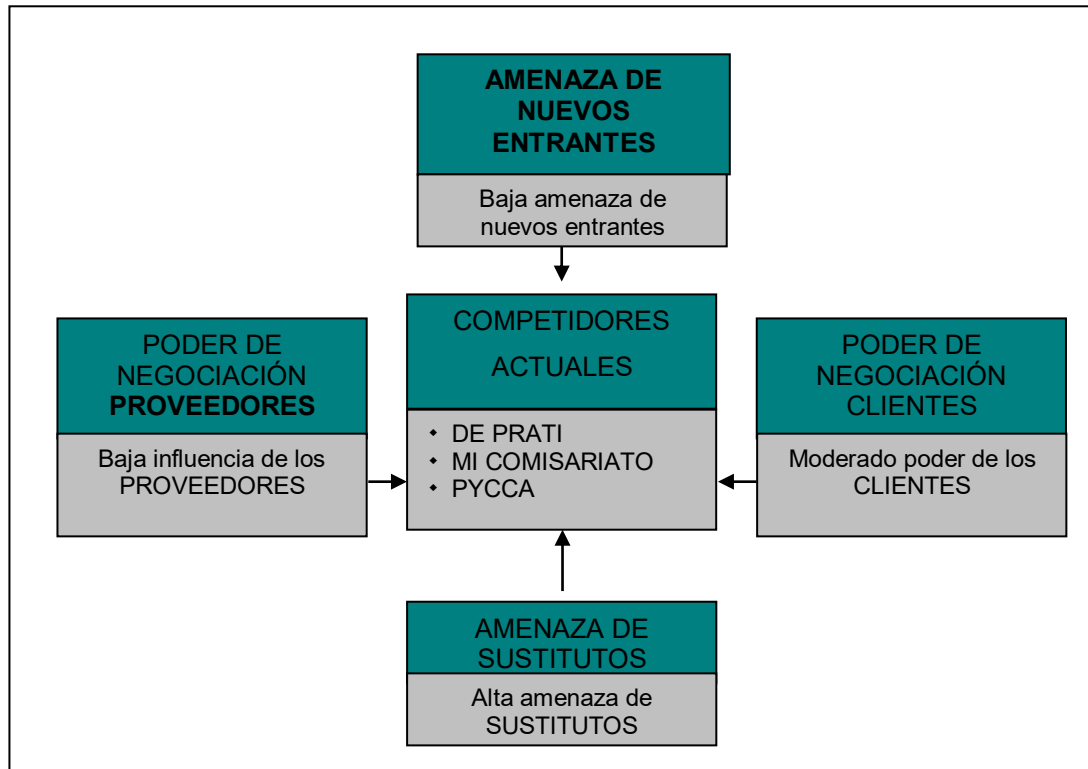 AMENAZA DE
NUEVOS
ENTRANTES
Baja amenaza de
nuevos entrantes
COMPETIDORES
ACTUALES
• DE PRATI
• MI COMISARIATO
• PYCCA
PODER DE
NEGOCIACIÓN
PROVEEDORES
Baja influencia de los
PROVEEDORES
PODER DE
NEGOCIACIÓN
CLIENTES
Moderado poder de los
CLIENTES
AMENAZA DE
SUSTITUTOS
Alta amenaza de
SUSTITUTOS